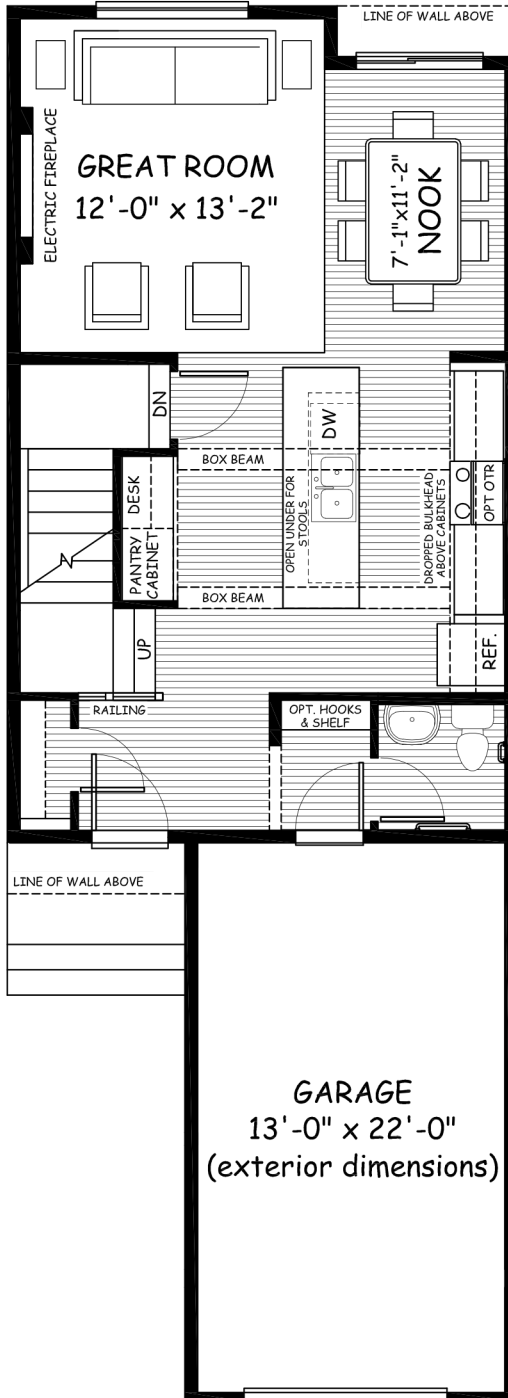 LINE OF WALL ABOVE
ELECTRIC FIREPLACE
GREAT ROOM
12'-0" x 13'-2"
7'-1"x11'-2"
NOOK
DN
DW
BOX BEAM
DESK
PANTRY
CABINET
OPEN UNDER FOR
STOOLS
DROPPED BULKHEAD
ABOVE CABINETS
OPT OTR
BOX BEAM
UP
REF.
RAILING
OPT. HOOKS
& SHELF
LINE OF WALL ABOVE
GARAGE
13'-0" x 22'-0"
(exterior dimensions)